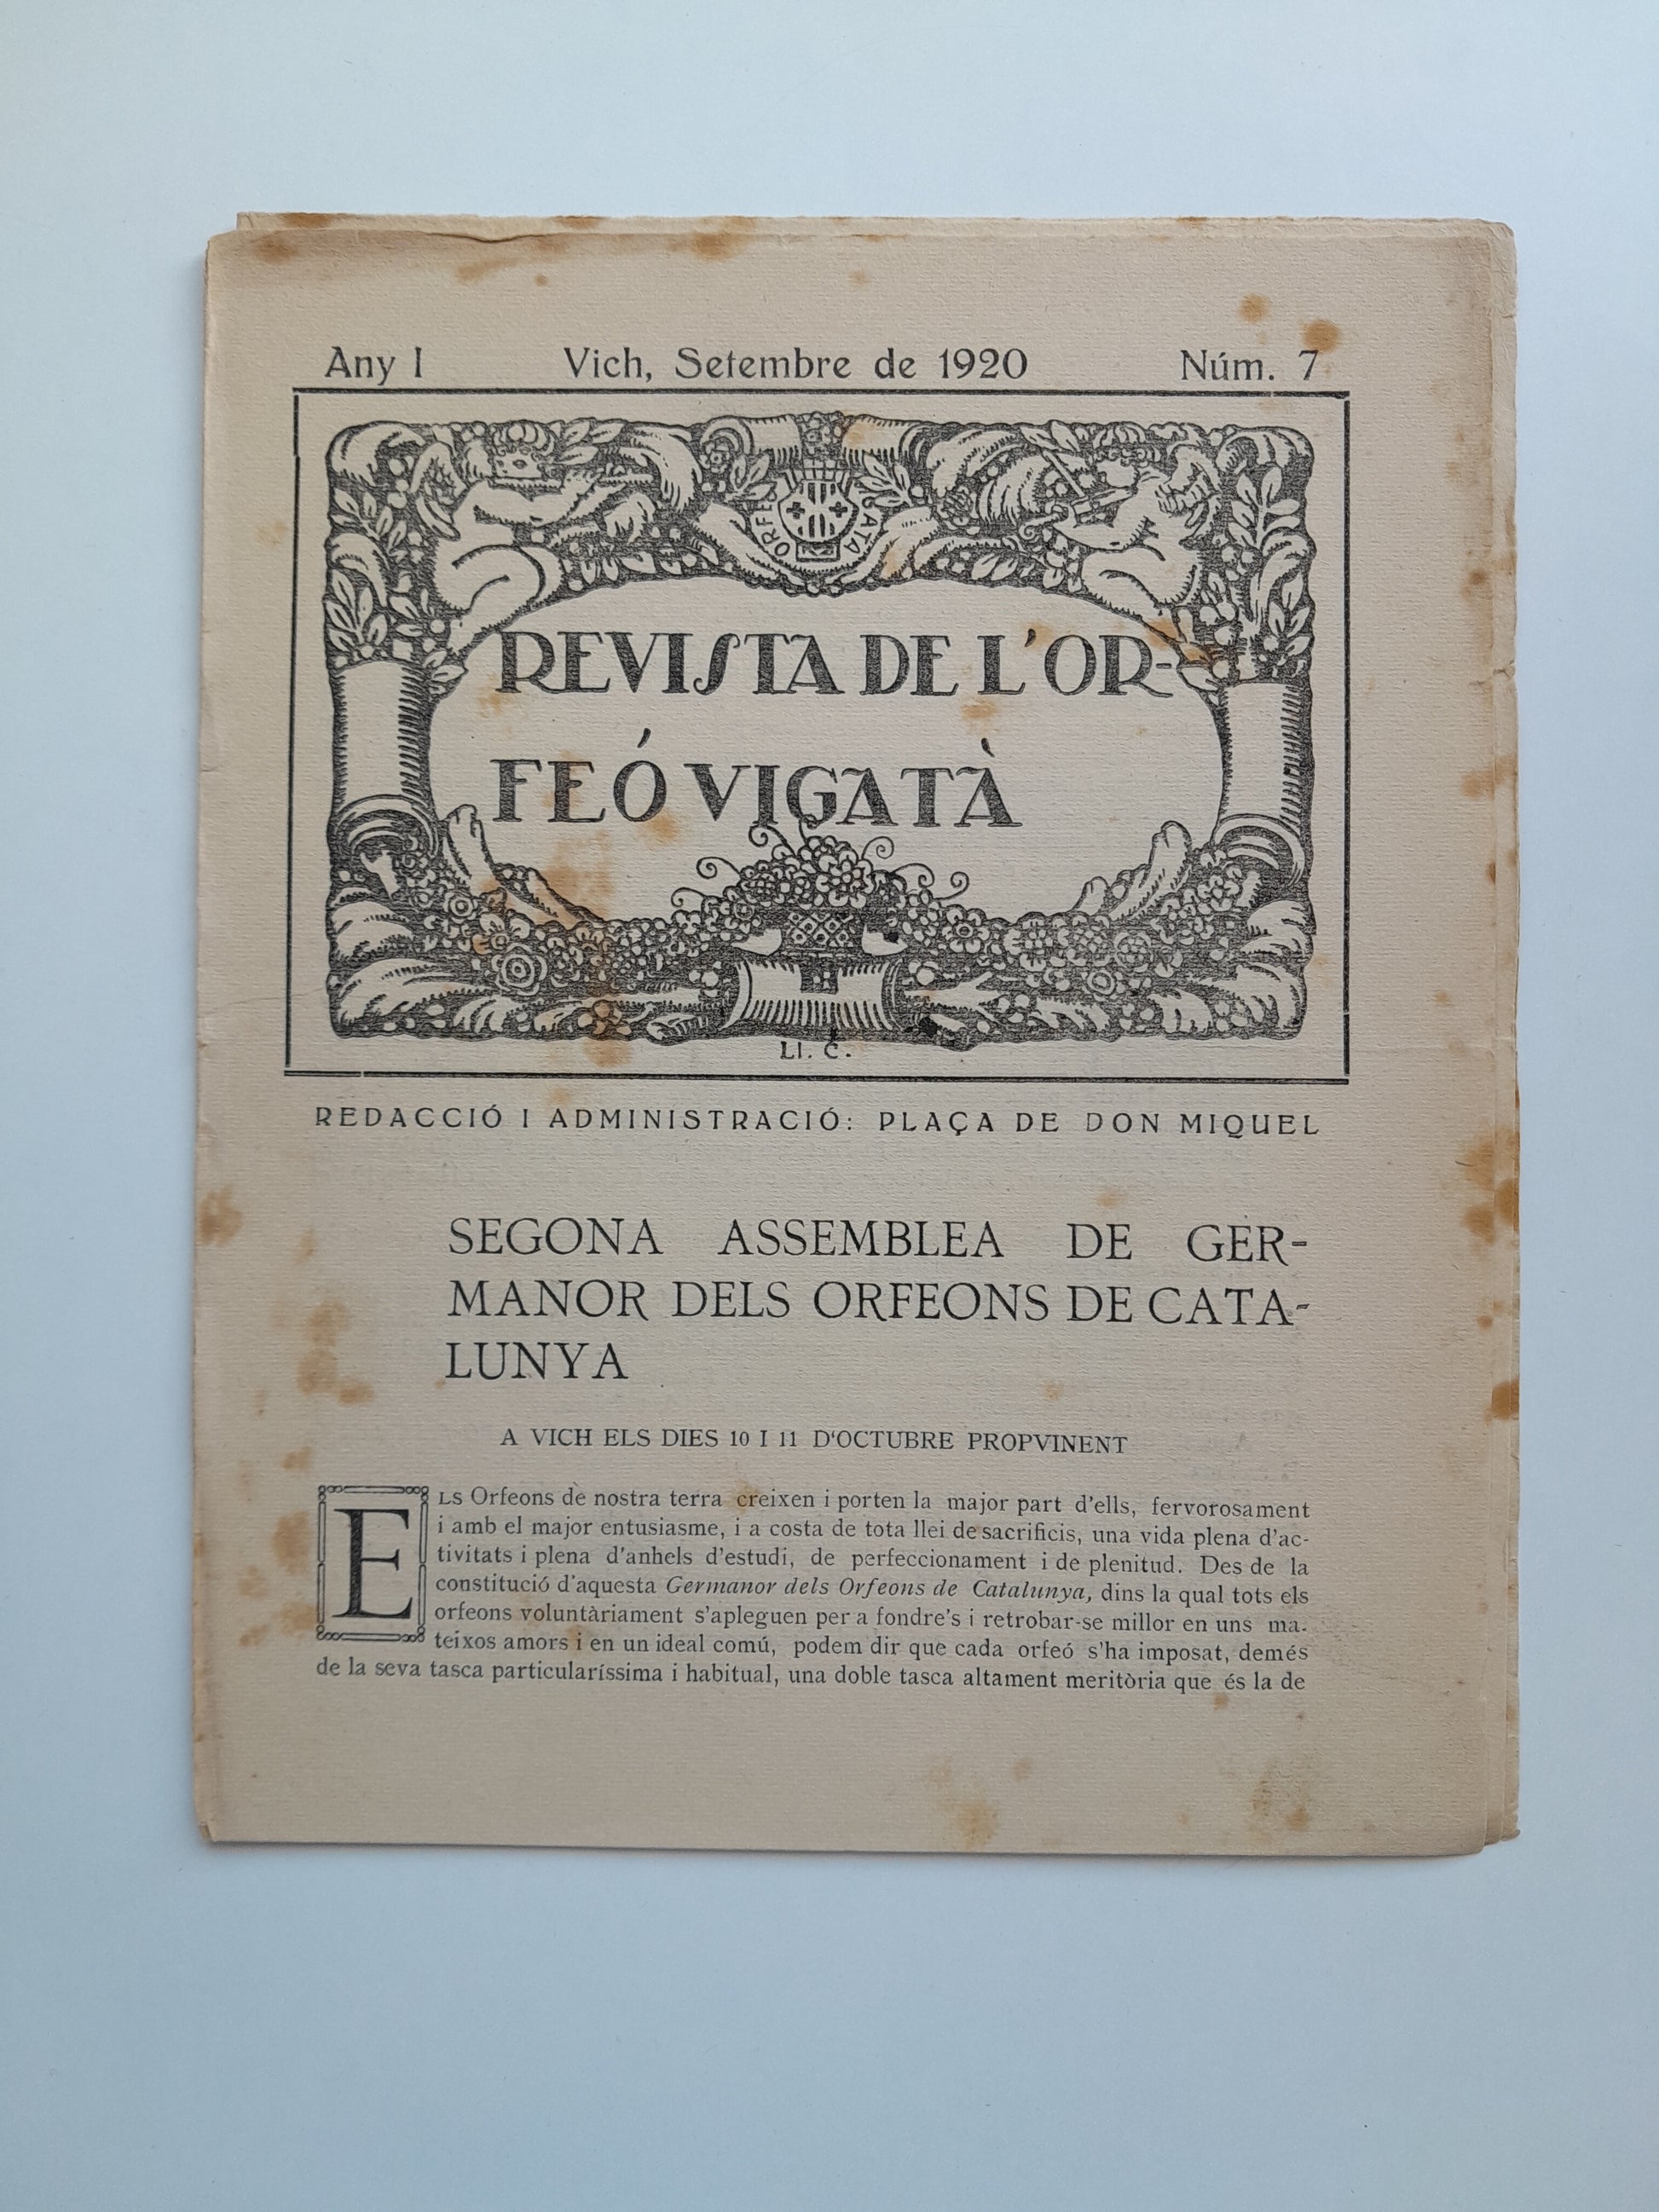 Any I Vich, Setembre de 1920 Núm. 7
ORFEÓ
VIGATÀ
REVISTA DE L'OR-
FEÓ VIGATÀ
Ll. C.
REDACCIÓ I ADMINISTRACIÓ: PLAÇA DE DON MIQUEL
SEGONA ASSEMBLEA DE GER-
MANOR DELS ORFEONS DE CATA-
LUNYA
A VICH ELS DIES 10 I 11 D'OCTUBRE PROPVINENT
ELS Orfeons de nostra terra creixen i porten la major part d'ells, fervorosament
i amb el major entusiasme, i a costa de tota llei de sacrificis, una vida plena d'ac-
tivitats i plena d'anhels d'estudi, de perfeccionament i de plenitud. Des de la
constitució d'aquesta Germanor dels Orfeons de Catalunya, dins la qual tots els
orfeons voluntàriament s'apleguen per a fondre's i retrobar-se millor en uns ma-
teixos amors i en un ideal comú, podem dir que cada orfeó s'ha imposat, demés
de la seva tasca particularíssima i habitual, una doble tasca altament meritòria que és la de